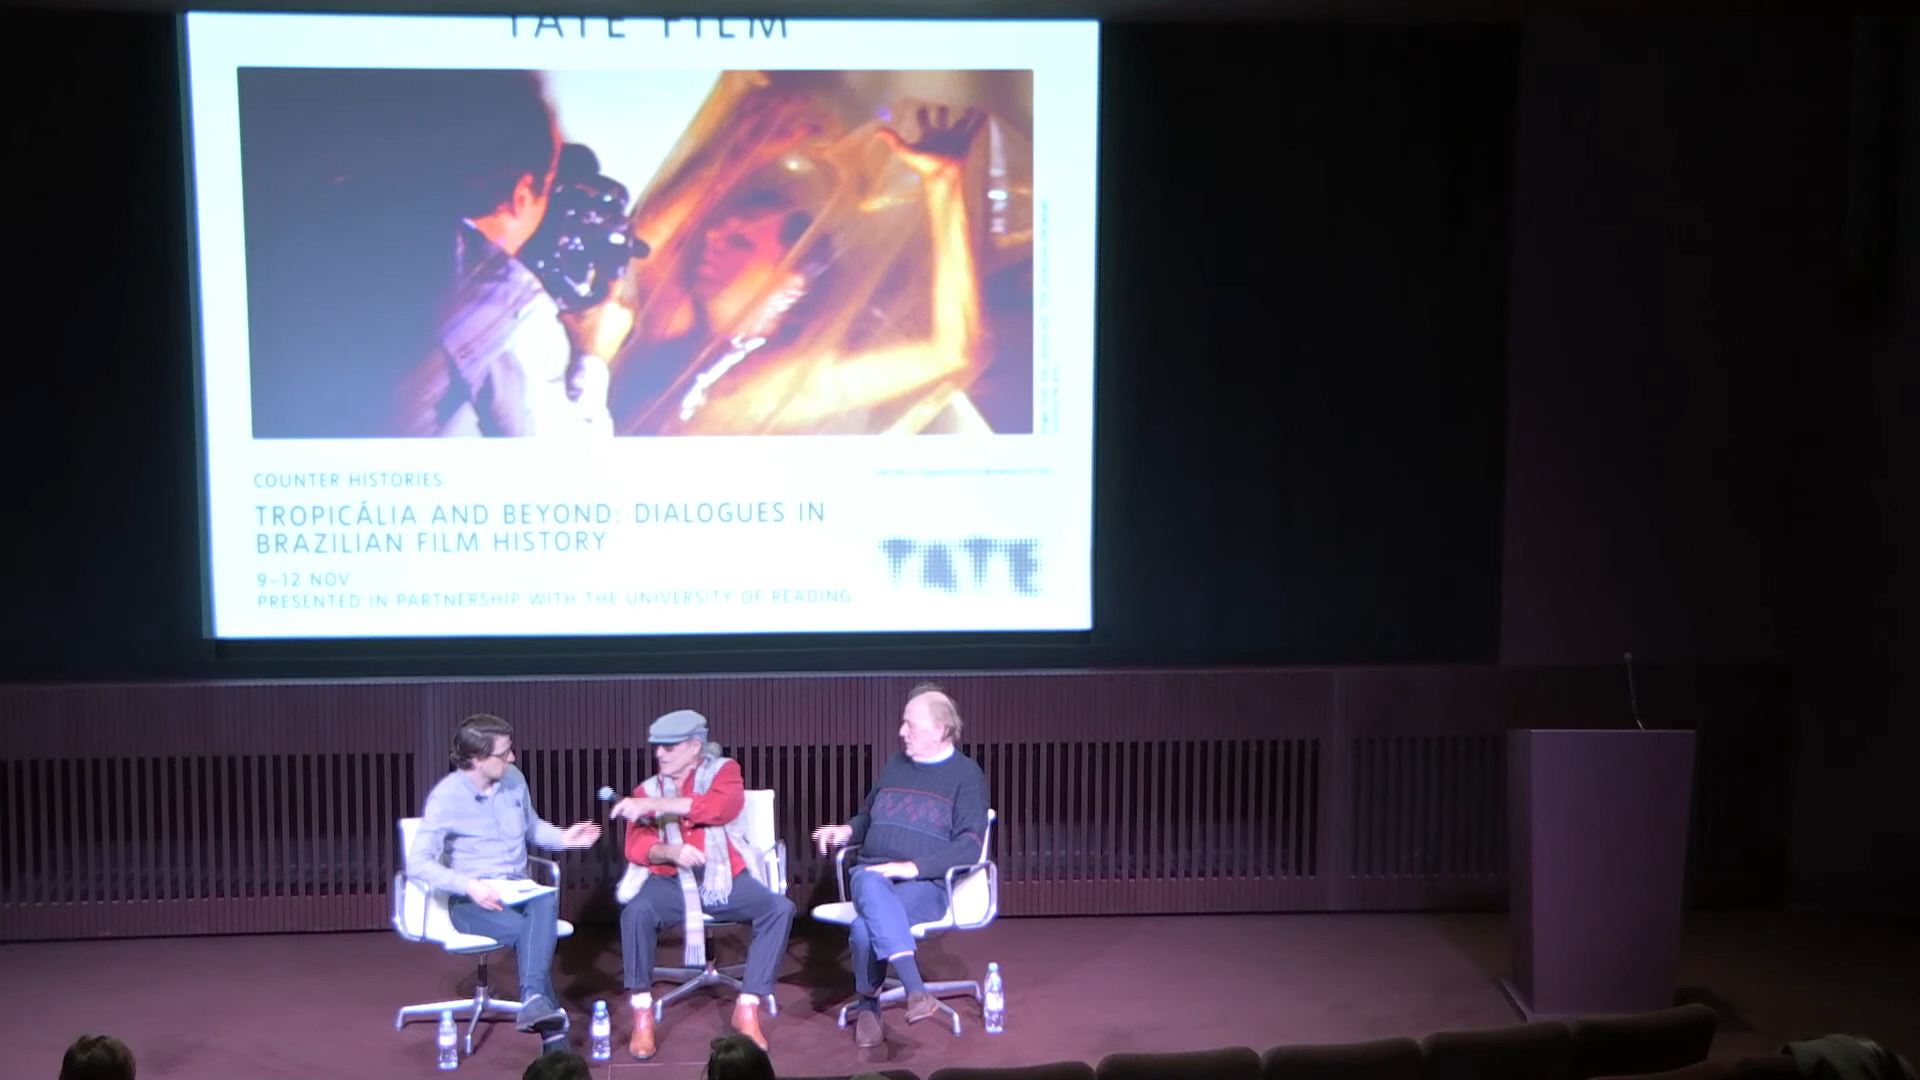 TATE FILM
COUNTER HISTORIES
TROPICÁLIA AND BEYOND: DIALOGUES IN
BRAZILIAN FILM HISTORY
9–12 NOV
PRESENTED IN PARTNERSHIP WITH THE UNIVERSITY OF READING
TATE